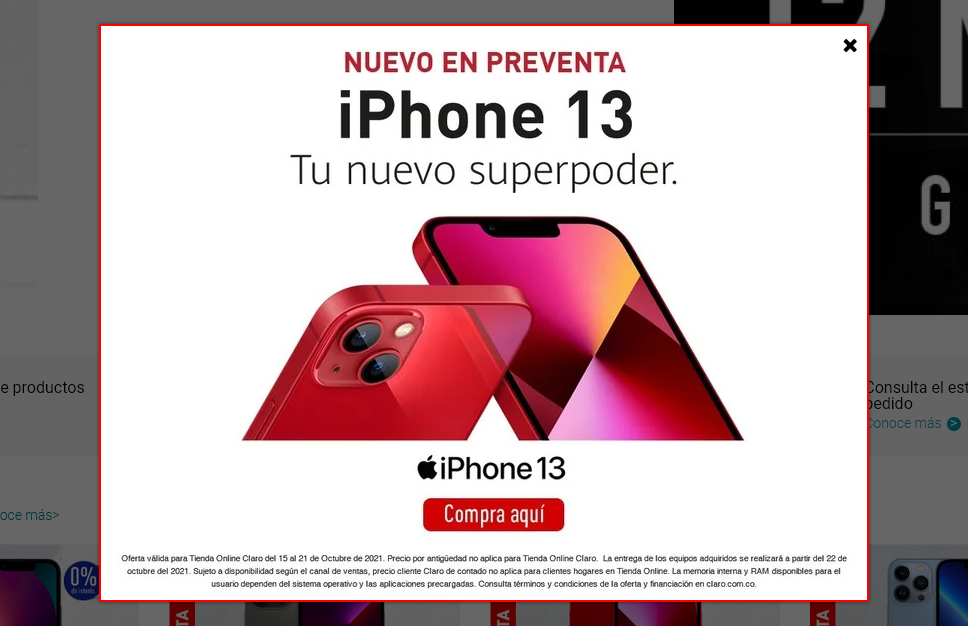 NUEVO EN PREVENTA
iPhone 13
Tu nuevo superpoder.
iPhone 13
Compra aquí
Oferta válida para Tienda Online Claro del 15 al 21 de Octubre de 2021. Precio por antigüedad no aplica para Tienda Online Claro. La entrega de los equipos adquiridos se realizará a partir del 22 de
octubre del 2021. Sujeto a disponibilidad según el canal de ventas, precio cliente Claro de contado no aplica para clientes hogares en Tienda Online. La memoria interna y RAM disponibles para el
usuario dependen del sistema operativo y las aplicaciones precargadas. Consulta términos y condiciones de la oferta y financiación en claro.com.co.
G
e productos
Consulta el est
pedido
Conoce más >
oce más>
0%
de interés